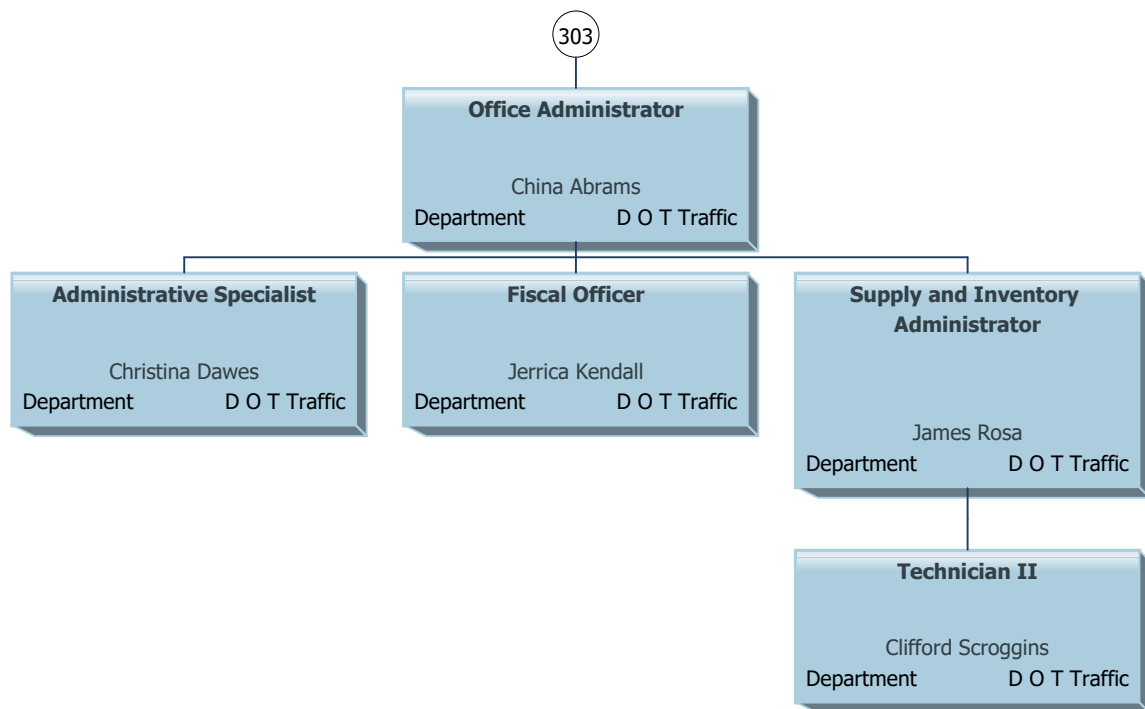 303
Office Administrator
China Abrams
Department D O T Traffic
Administrative Specialist
Christina Dawes
Department D O T Traffic
Fiscal Officer
Jerrica Kendall
Department D O T Traffic
Supply and Inventory
Administrator
James Rosa
Department D O T Traffic
Technician II
Clifford Scroggins
Department D O T Traffic